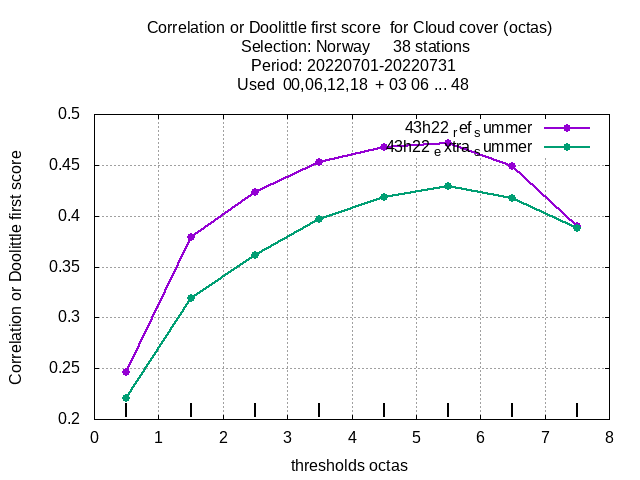 Correlation or Doolittle first score  for Cloud cover (octas)
Selection: Norway     38 stations
Period: 20220701-20220731
Used  00,06,12,18  + 03 06 ... 48
43h22_ref_summer
43h22_extra_summer
Correlation or Doolittle first score
0.5
0.45
0.4
0.35
0.3
0.25
0.2
0 1 2 3 4 5 6 7 8
thresholds octas